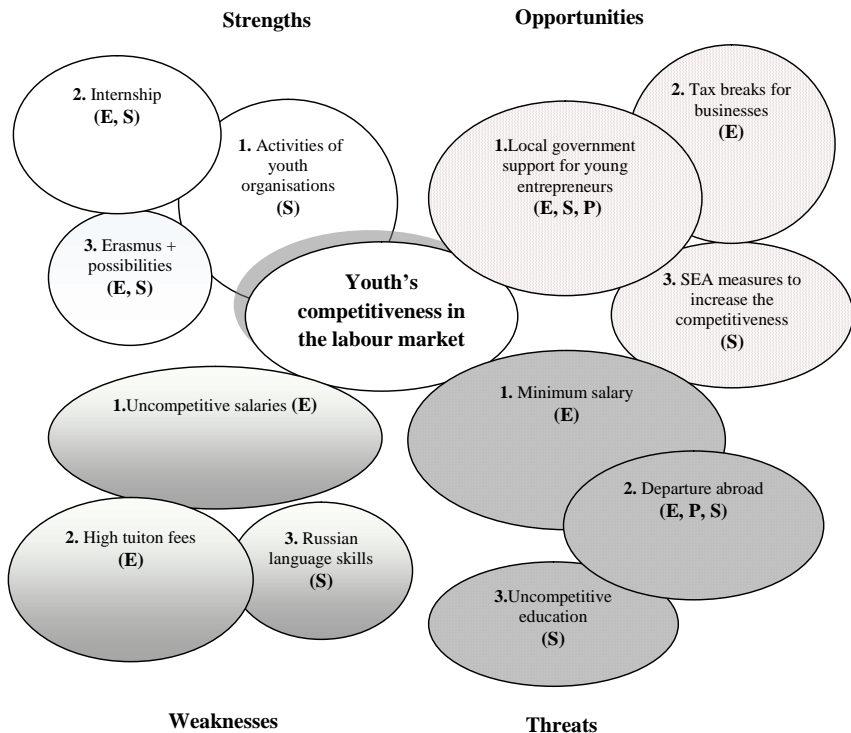 Strengths
Opportunities
2. Internship
(E, S)
1. Activities of
youth
organisations
(S)
3. Erasmus +
possibilities
(E, S)
2. Tax breaks for
businesses
(E)
1.Local government
support for young
entrepreneurs
(E, S, P)
3. SEA measures to
increase the
competitiveness
(S)
Youth’s
competitiveness in
the labour market
1.Uncompetitive salaries (E)
2. High tuiton fees
(E)
3. Russian
language skills
(S)
1. Minimum salary
(E)
2. Departure abroad
(E, P, S)
3.Uncompetitive
education
(S)
Weaknesses
Threats